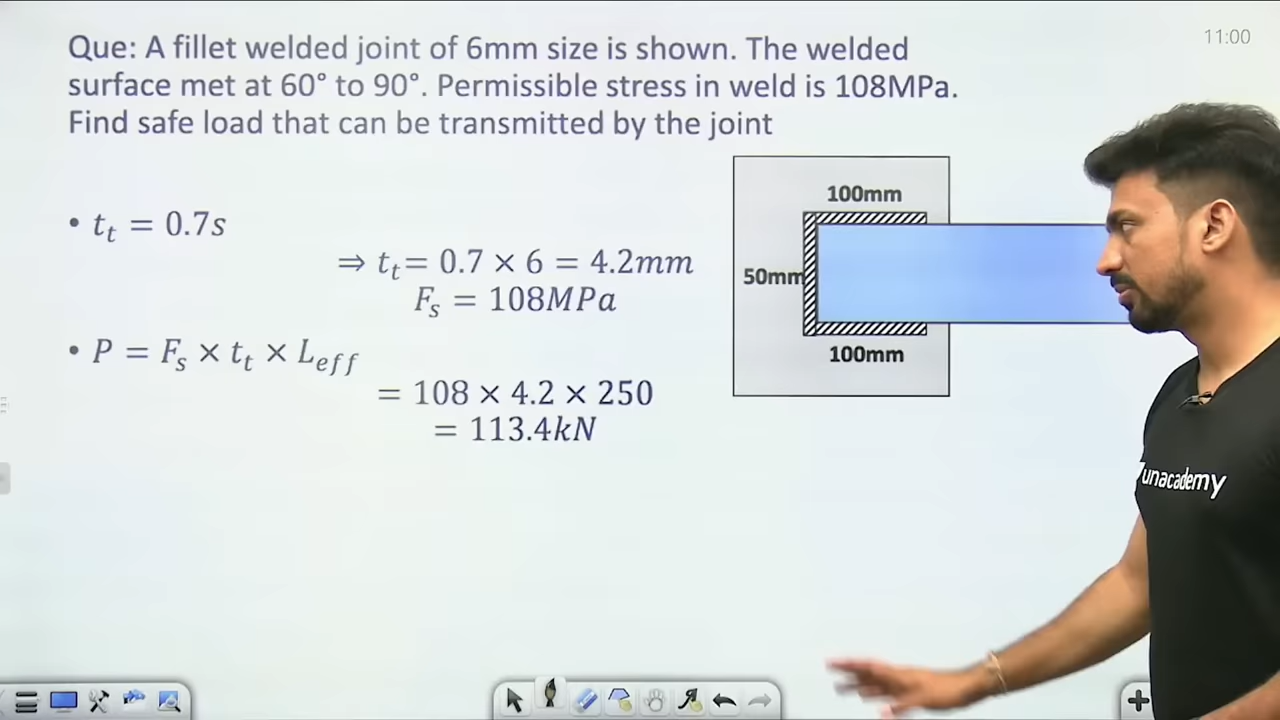 Que: A fillet welded joint of 6mm size is shown. The welded
surface met at 60° to 90°. Permissible stress in weld is 108MPa.
Find safe load that can be transmitted by the joint
11:00
• t_t = 0.7s
⇒ t_t= 0.7 × 6 = 4.2mm
F_s = 108MPa
• P = F_s × t_t × L_eff
= 108 × 4.2 × 250
= 113.4kN
100mm
50mm
100mm
unacademy